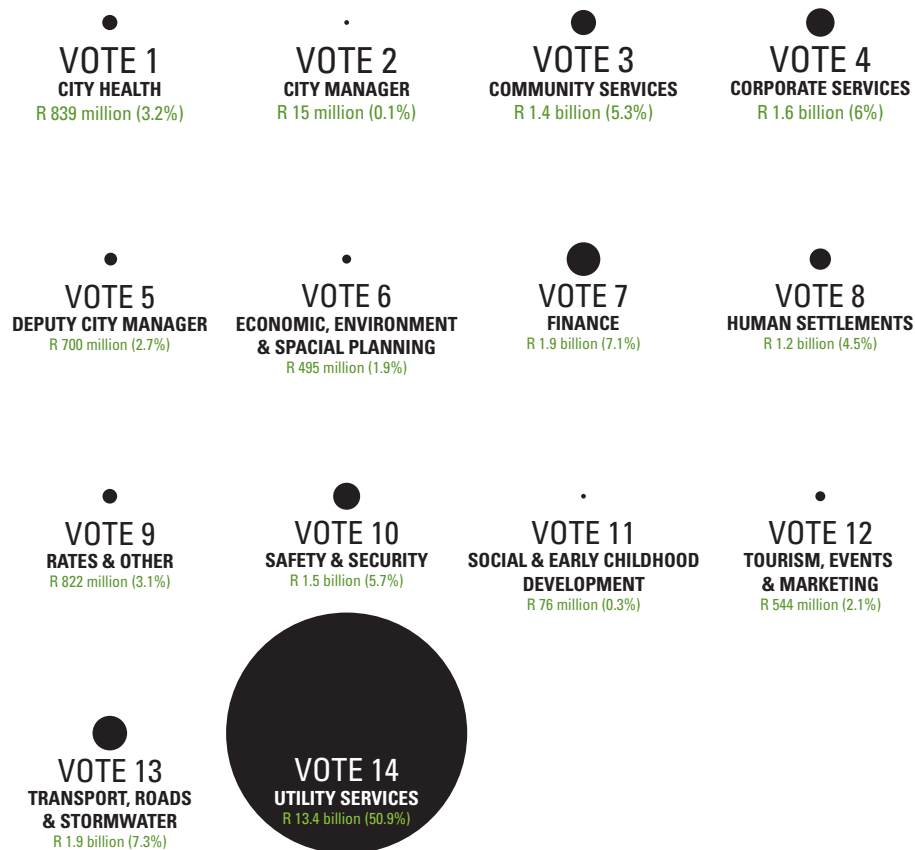 VOTE 1
CITY HEALTH
R 839 million (3.2%)
VOTE 2
CITY MANAGER
R 15 million (0.1%)
VOTE 3
COMMUNITY SERVICES
R 1.4 billion (5.3%)
VOTE 4
CORPORATE SERVICES
R 1.6 billion (6%)
VOTE 5
DEPUTY CITY MANAGER
R 700 million (2.7%)
VOTE 6
ECONOMIC, ENVIRONMENT
& SPACIAL PLANNING
R 495 million (1.9%)
VOTE 7
FINANCE
R 1.9 billion (7.1%)
VOTE 8
HUMAN SETTLEMENTS
R 1.2 billion (4.5%)
VOTE 9
RATES & OTHER
R 822 million (3.1%)
VOTE 10
SAFETY & SECURITY
R 1.5 billion (5.7%)
VOTE 11
SOCIAL & EARLY CHILDHOOD
DEVELOPMENT
R 76 million (0.3%)
VOTE 12
TOURISM, EVENTS
& MARKETING
R 544 million (2.1%)
VOTE 13
TRANSPORT, ROADS
& STORMWATER
R 1.9 billion (7.3%)
VOTE 14
UTILITY SERVICES
R 13.4 billion (50.9%)